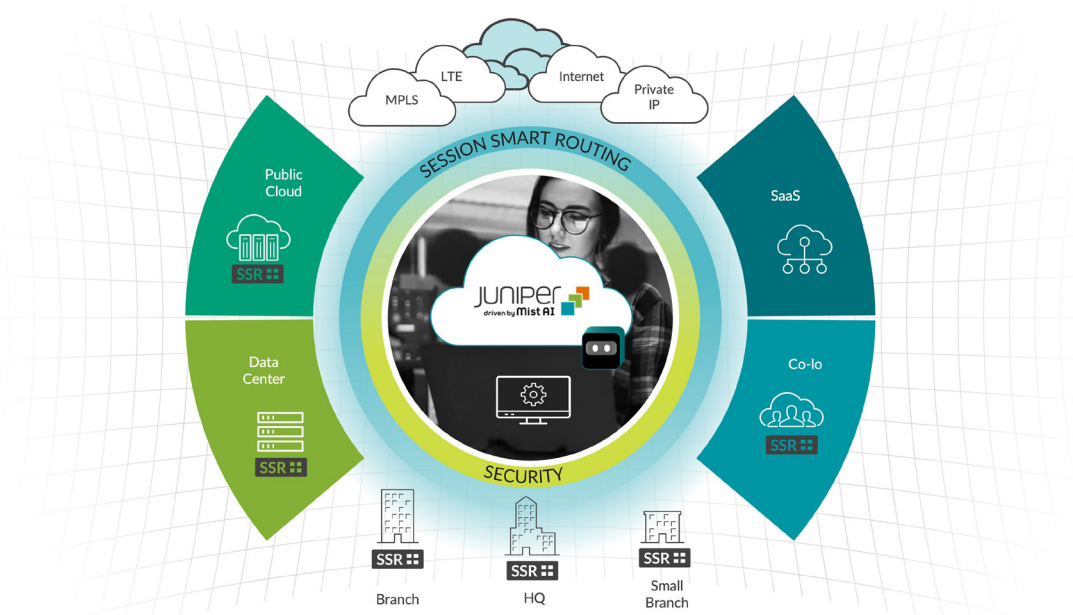 LTE
Internet
MPLS
Private
IP
SESSION SMART ROUTING
Public
Cloud
SSR
SaaS
JUNIPER
driven by Mist AI
Data
Center
SSR
Co-lo
SSR
SECURITY
SSR
Branch
SSR
HQ
SSR
Small
Branch